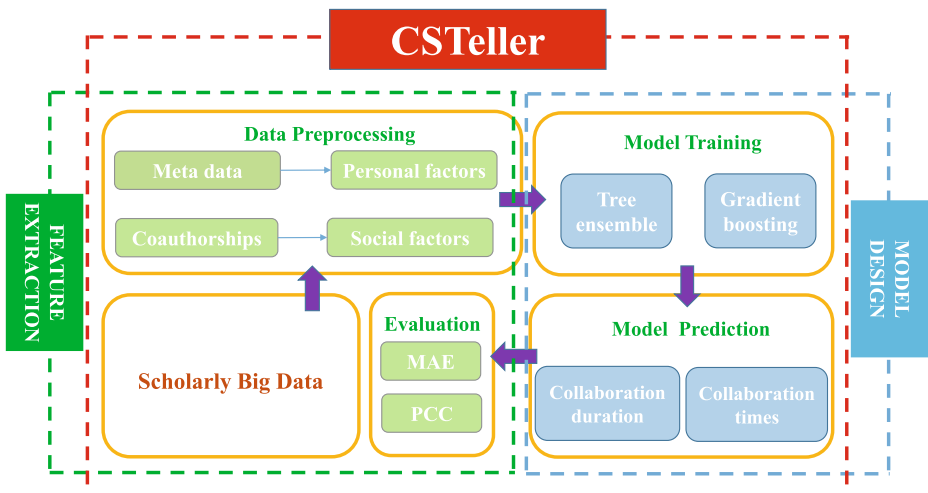 CSTeller
FEATURE
EXTRACTION
Data Preprocessing
Meta data
Personal factors
Coauthorships
Social factors
Scholarly Big Data
Evaluation
MAE
PCC
Model Training
Tree
ensemble
Gradient
boosting
Model Prediction
Collaboration
duration
Collaboration
times
MODEL
DESIGN